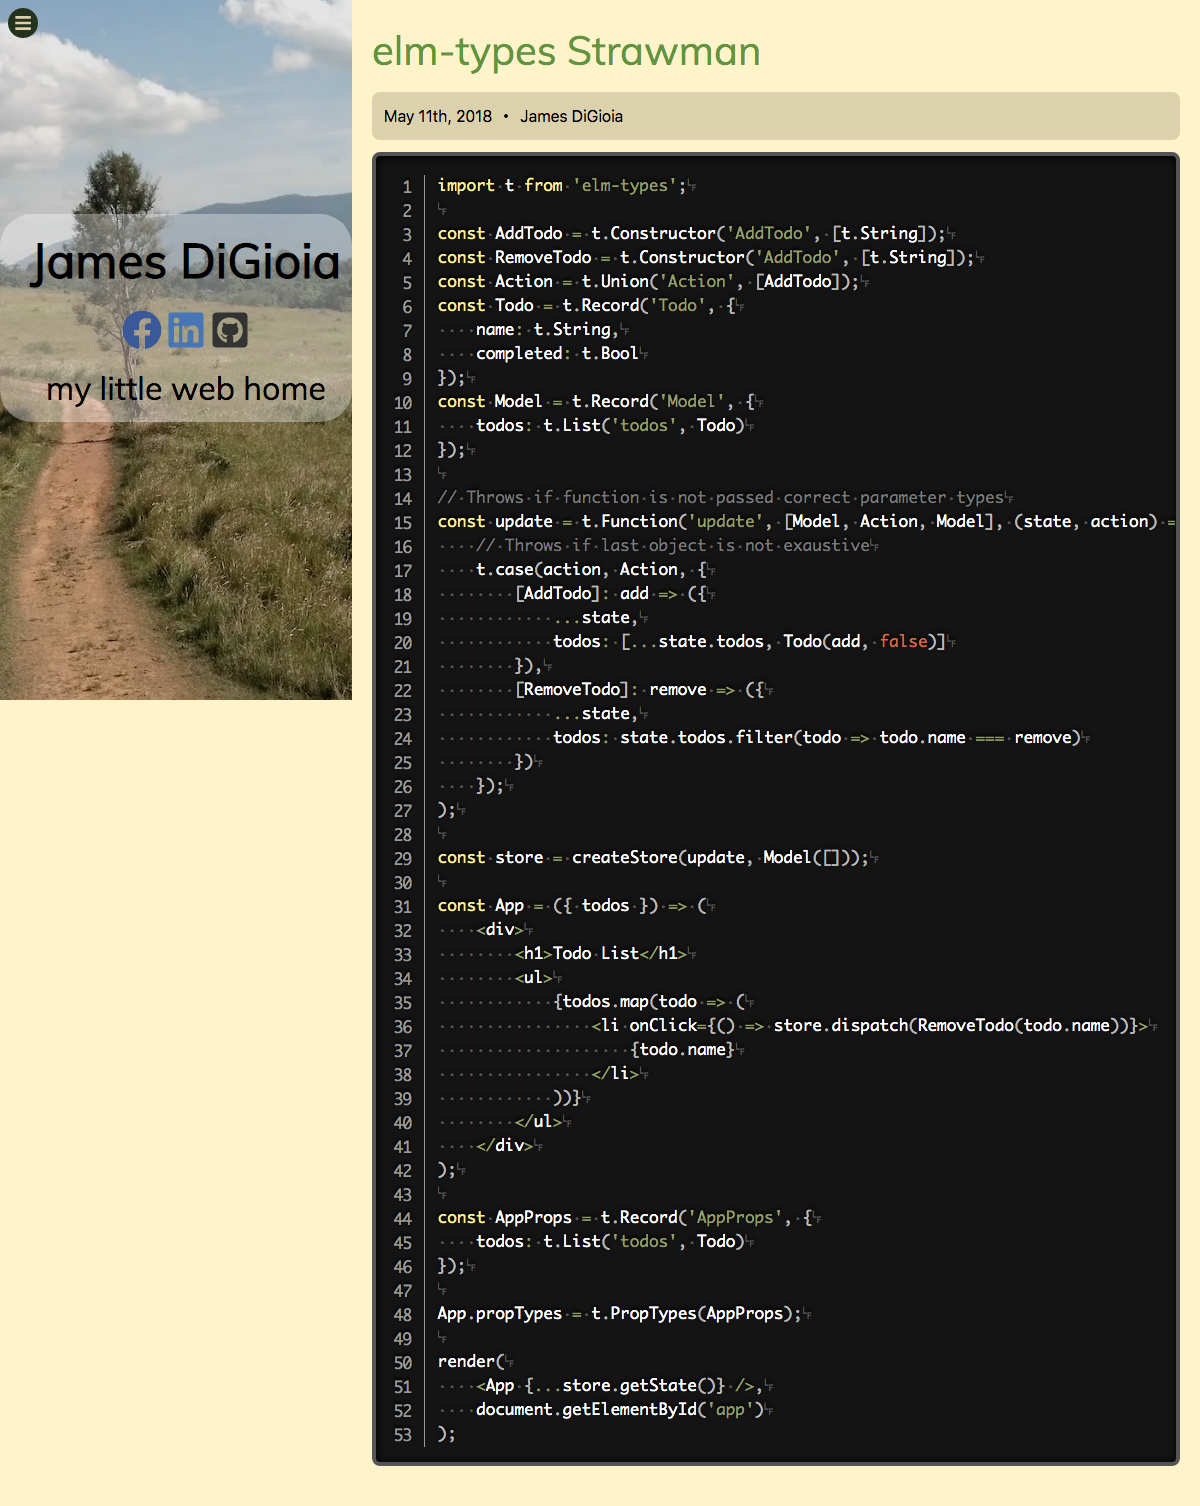 James DiGioia
my little web home
elm-types Strawman
May 11th, 2018 • James DiGioia
1 import t from 'elm-types';
2
3 const AddTodo = t.Constructor('AddTodo', [t.String]);
4 const RemoveTodo = t.Constructor('AddTodo', [t.String]);
5 const Action = t.Union('Action', [AddTodo]);
6 const Todo = t.Record('Todo', {
7     name: t.String,
8     completed: t.Bool
9 });
10 const Model = t.Record('Model', {
11     todos: t.List('todos', Todo)
12 });
13
14 // Throws if function is not passed correct parameter types
15 const update = t.Function('update', [Model, Action, Model], (state, action) =
16     // Throws if last object is not exaustive
17     t.case(action, Action, {
18         [AddTodo]: add => ({
19             ...state,
20             todos: [...state.todos, Todo(add, false)]
21         }),
22         [RemoveTodo]: remove => ({
23             ...state,
24             todos: state.todos.filter(todo => todo.name === remove)
25         })
26     });
27 );
28
29 const store = createStore(update, Model([]));
30
31 const App = ({ todos }) => (
32     <div>
33         <h1>Todo List</h1>
34         <ul>
35             {todos.map(todo => (
36                 <li onClick={() => store.dispatch(RemoveTodo(todo.name))}>
37                     {todo.name}
38                 </li>
39             ))}
40         </ul>
41     </div>
42 );
43
44 const AppProps = t.Record('AppProps', {
45     todos: t.List('todos', Todo)
46 });
47
48 App.propTypes = t.PropTypes(AppProps);
49
50 render(
51     <App {...store.getState()} />,
52     document.getElementById('app')
53 );